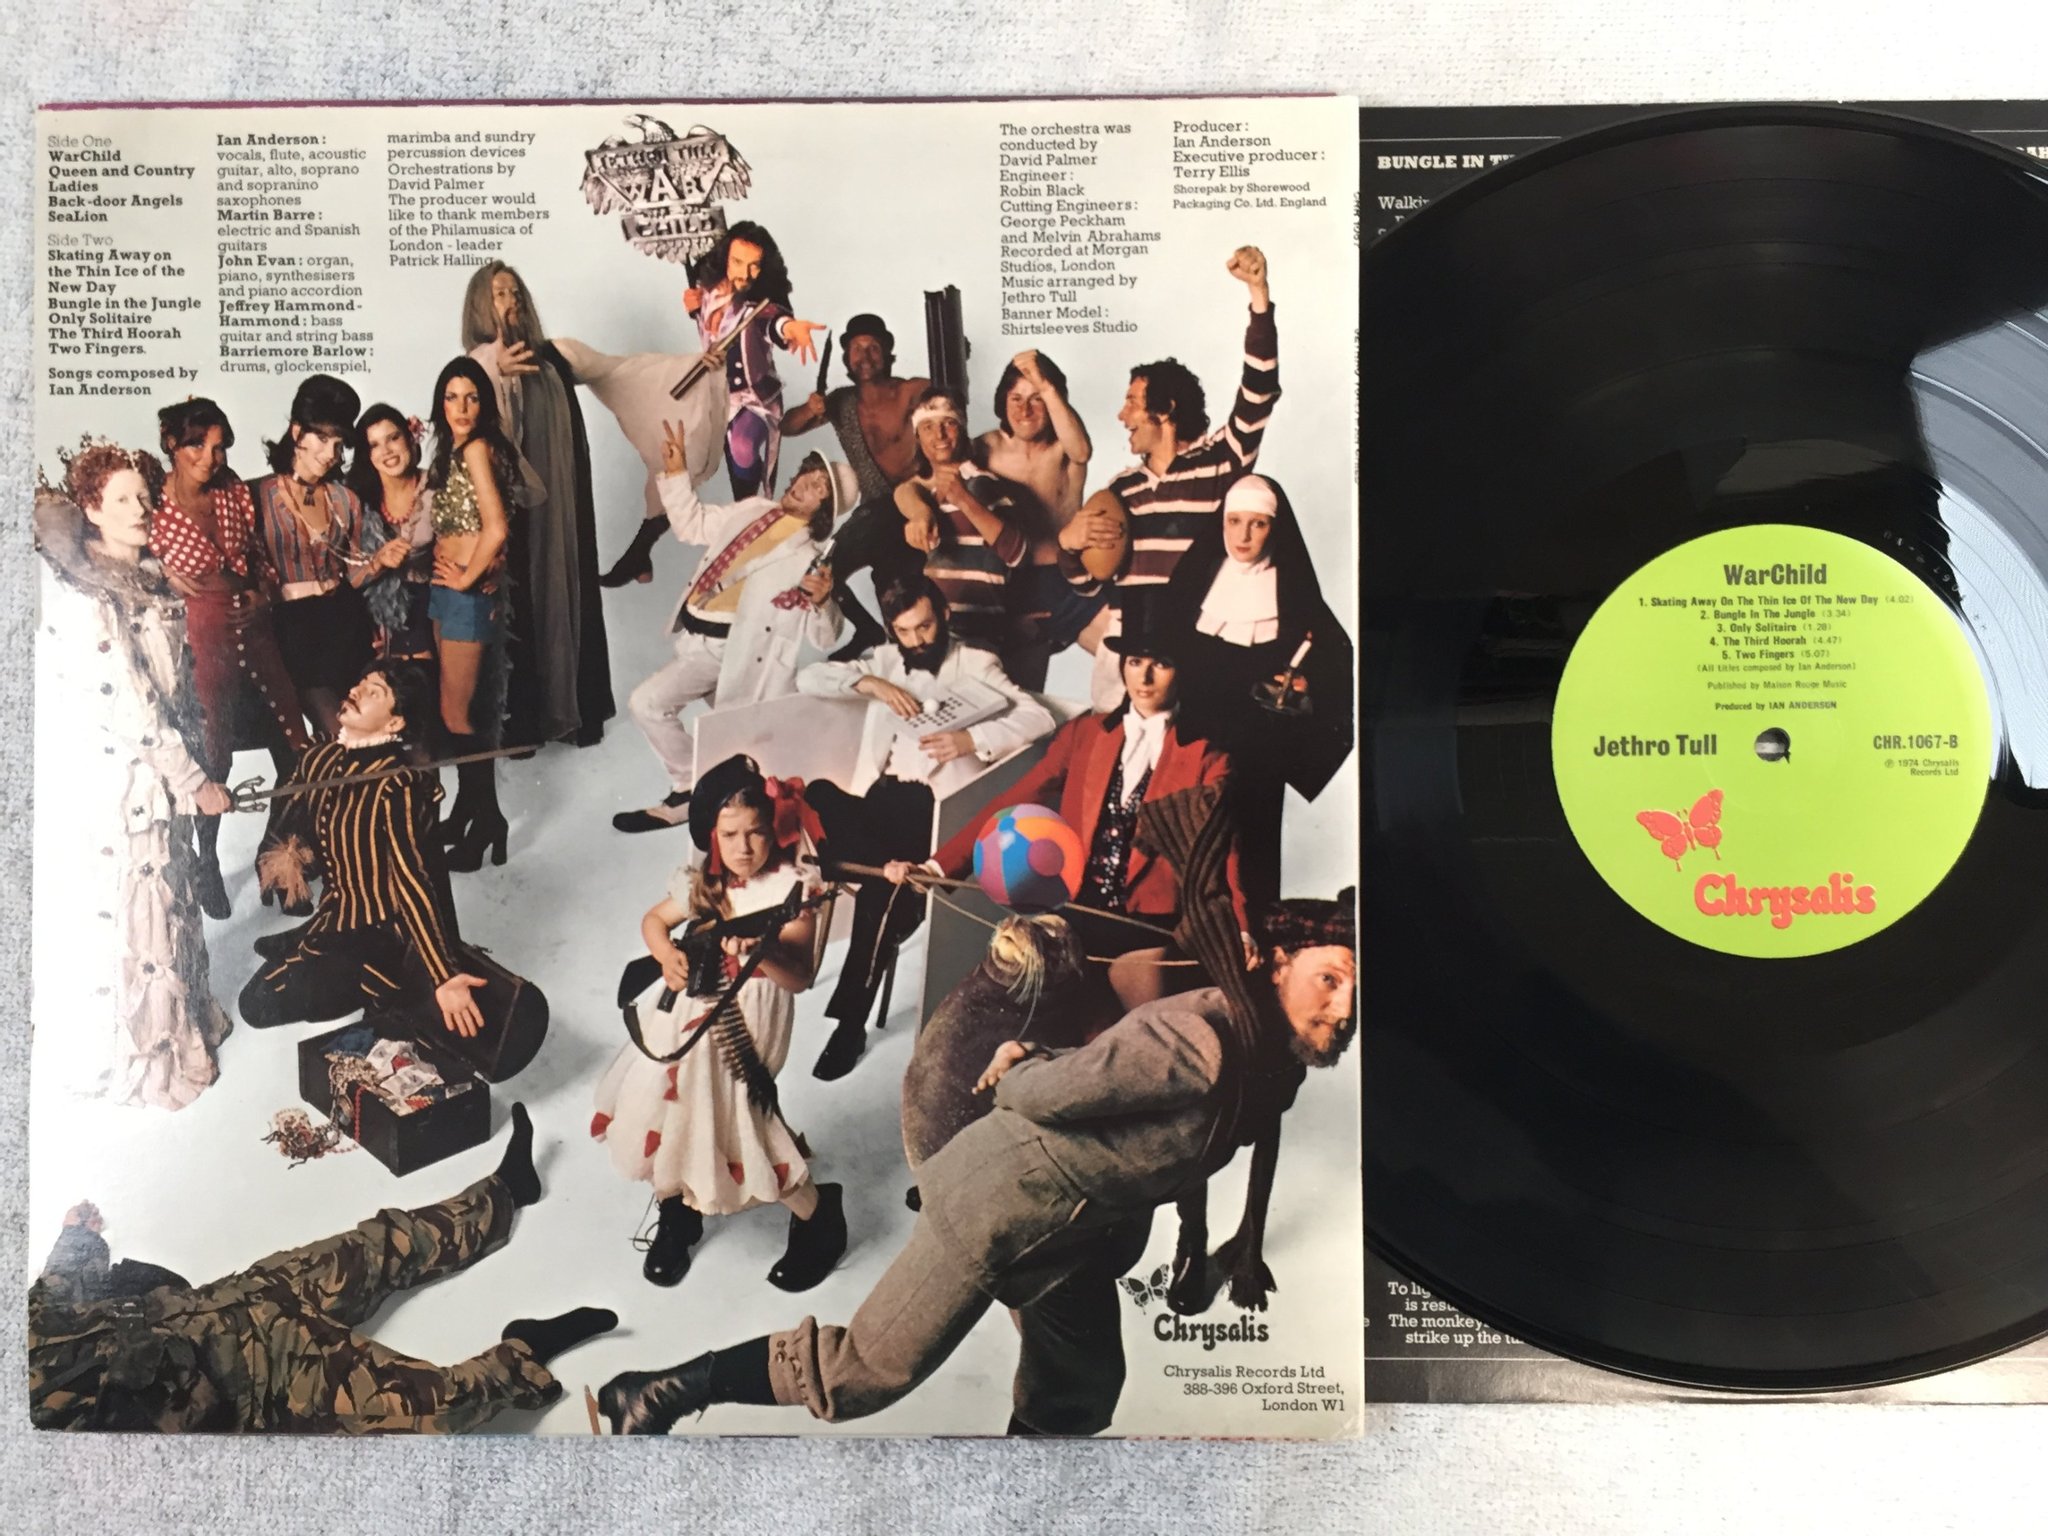 Side One
WarChild
Queen and Country
Ladies
Back-door Angels
SeaLion
Side Two
Skating Away on
the Thin Ice of the
New Day
Bungle in the Jungle
Only Solitaire
The Third Hoorah
Two Fingers.
Songs composed by
Ian Anderson
Ian Anderson:
vocals, flute, acoustic
guitar, alto, soprano
and sopranino
saxophones
Martin Barre:
electric and Spanish
guitars
John Evan: organ,
piano, synthesisers
and piano accordion
Jeffrey Hammond-
Hammond: bass
guitar and string bass
Barriemore Barlow:
drums, glockenspiel,
marimba and sundry
percussion devices
Orchestrations by
David Palmer
The producer would
like to thank members
of the Philamusica of
London - leader
Patrick Halling
JETHRO TULL
WAR
CHILD
The orchestra was
conducted by
David Palmer
Engineer:
Robin Black
Cutting Engineers:
George Peckham
and Melvin Abrahams
Recorded at Morgan
Studios, London
Music arranged by
Jethro Tull
Banner Model:
Shirtsleeves Studio
Producer:
Ian Anderson
Executive producer:
Terry Ellis
Shorepak by Shorewood
Packaging Co. Ltd. England
Chrysalis
Chrysalis Records Ltd
388-396 Oxford Street,
London W1
BUNGLE IN
To
is
The
strike up the
WarChild
1. Skating Away On The Thin Ice Of The New Day (4.02)
2. Bungle In The Jungle (3.34)
3. Only Solitaire (1.28)
4. The Third Hoorah (4.47)
5. Two Fingers (5.07)
(All titles composed by Ian Anderson)
Published by Maison Rouge Music
Produced by IAN ANDERSON
Jethro Tull
CHR.1067-B
℗ 1974 Chrysalis
Records Ltd
Chrysalis